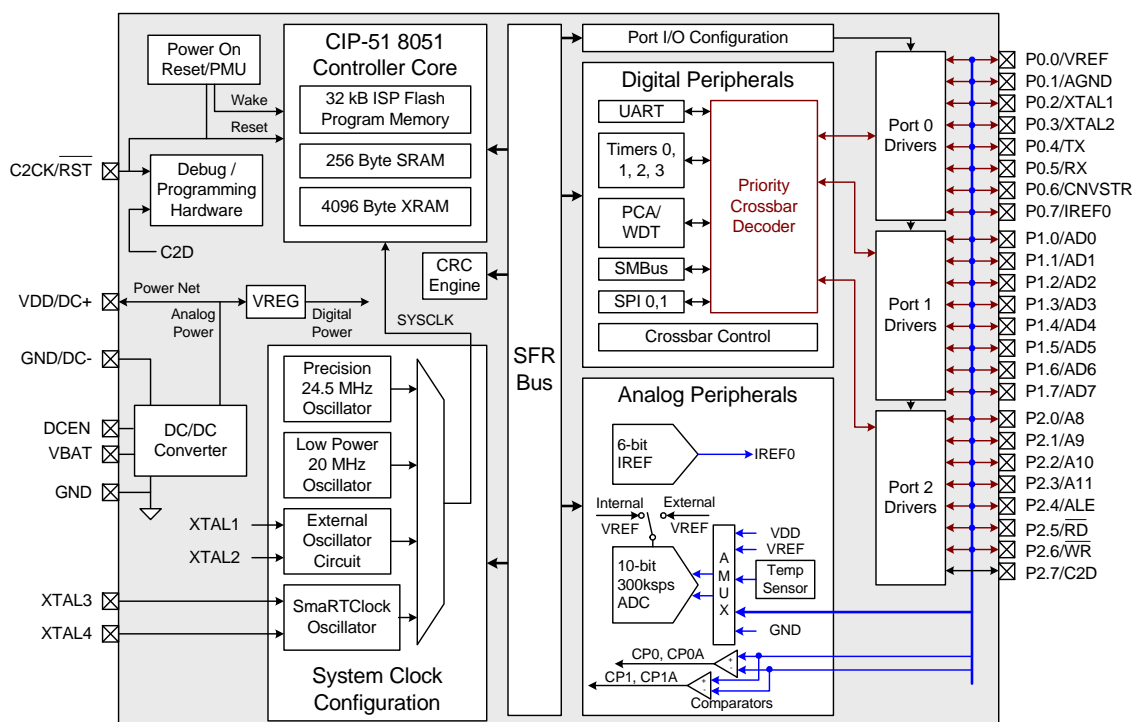 Power On
Reset/PMU
Wake
Reset
C2CK/RST
Debug /
Programming
Hardware
C2D
VDD/DC+
Power Net
VREG
Analog
Power
Digital
Power
GND/DC-
DC/DC
Converter
DCEN
VBAT
GND
XTAL1
XTAL2
XTAL3
XTAL4
CIP-51 8051
Controller Core
32 kB ISP Flash
Program Memory
256 Byte SRAM
4096 Byte XRAM
CRC
Engine
SYSCLK
Precision
24.5 MHz
Oscillator
Low Power
20 MHz
Oscillator
External
Oscillator
Circuit
SmaRTClock
Oscillator
System Clock
Configuration
SFR
Bus
Port I/O Configuration
Digital Peripherals
UART
Timers 0,
1, 2, 3
PCA/
WDT
SMBus
SPI 0,1
Priority
Crossbar
Decoder
Crossbar Control
Analog Peripherals
6-bit
IREF
IREF0
Internal
VREF
External
VREF
10-bit
300ksps
ADC
A
M
U
X
VDD
VREF
Temp
Sensor
GND
CP0, CP0A
+
-
CP1, CP1A
+
-
Comparators
Port 0
Drivers
Port 1
Drivers
Port 2
Drivers
P0.0/VREF
P0.1/AGND
P0.2/XTAL1
P0.3/XTAL2
P0.4/TX
P0.5/RX
P0.6/CNVSTR
P0.7/IREF0
P1.0/AD0
P1.1/AD1
P1.2/AD2
P1.3/AD3
P1.4/AD4
P1.5/AD5
P1.6/AD6
P1.7/AD7
P2.0/A8
P2.1/A9
P2.2/A10
P2.3/A11
P2.4/ALE
P2.5/RD
P2.6/WR
P2.7/C2D